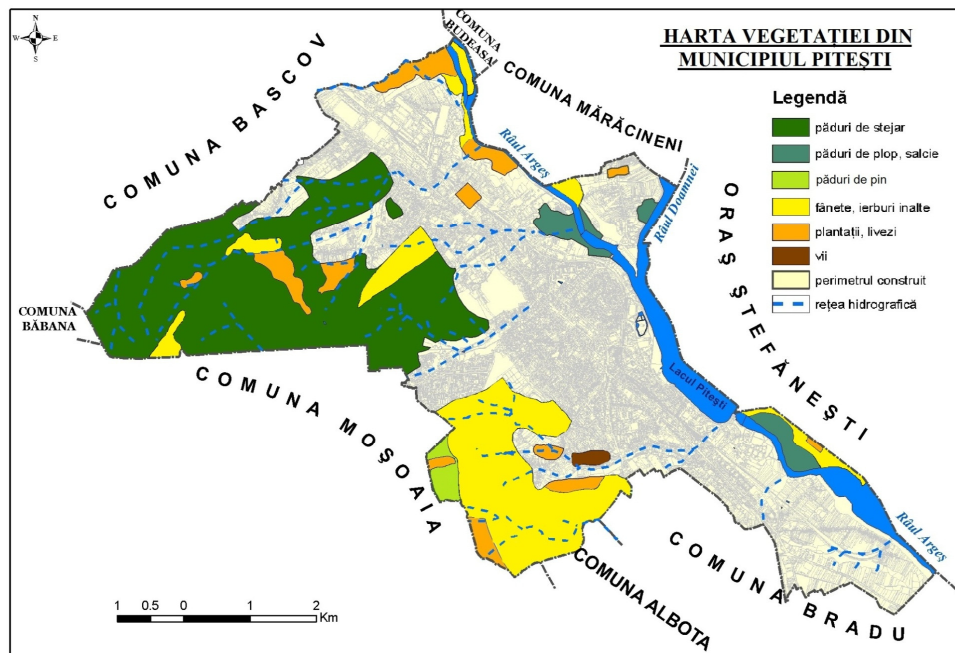 N
W E
S
HARTA VEGETAȚIEI DIN
MUNICIPIUL PITEȘTI
COMUNA
BUDEASA
COMUNA MĂRĂCINENI
COMUNA BASCOV
Legendă
păduri de stejar
păduri de plop, salcie
păduri de pin
fânete, ierburi inalte
plantații, livezi
vii
perimetrul construit
rețea hidrografică
Râul Argeș
Râul Doamnei
ORAȘ ȘTEFĂNEȘTI
COMUNA
BĂBANA
COMUNA MOȘOAIA
Lacul Pitești
Râul Argeș
COMUNA BRADU
COMUNA ALBOTA
1 0.5 0 1 2
Km